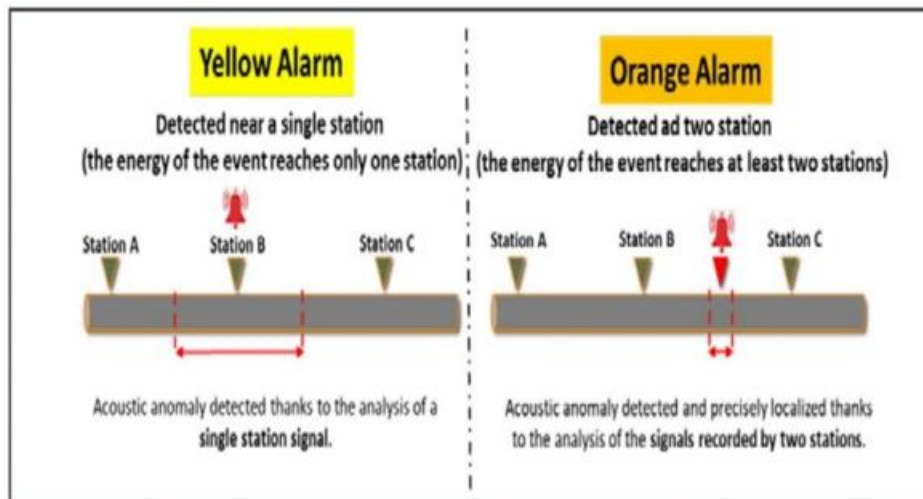 Yellow Alarm
Detected near a single station
(the energy of the event reaches only one station)
Station A
Station B
Station C
Acoustic anomaly detected thanks to the analysis of a
single station signal.
Orange Alarm
Detected ad two station
(the energy of the event reaches at least two stations)
Station A
Station B
Station C
Acoustic anomaly detected and precisely localized thanks
to the analysis of the signals recorded by two stations.